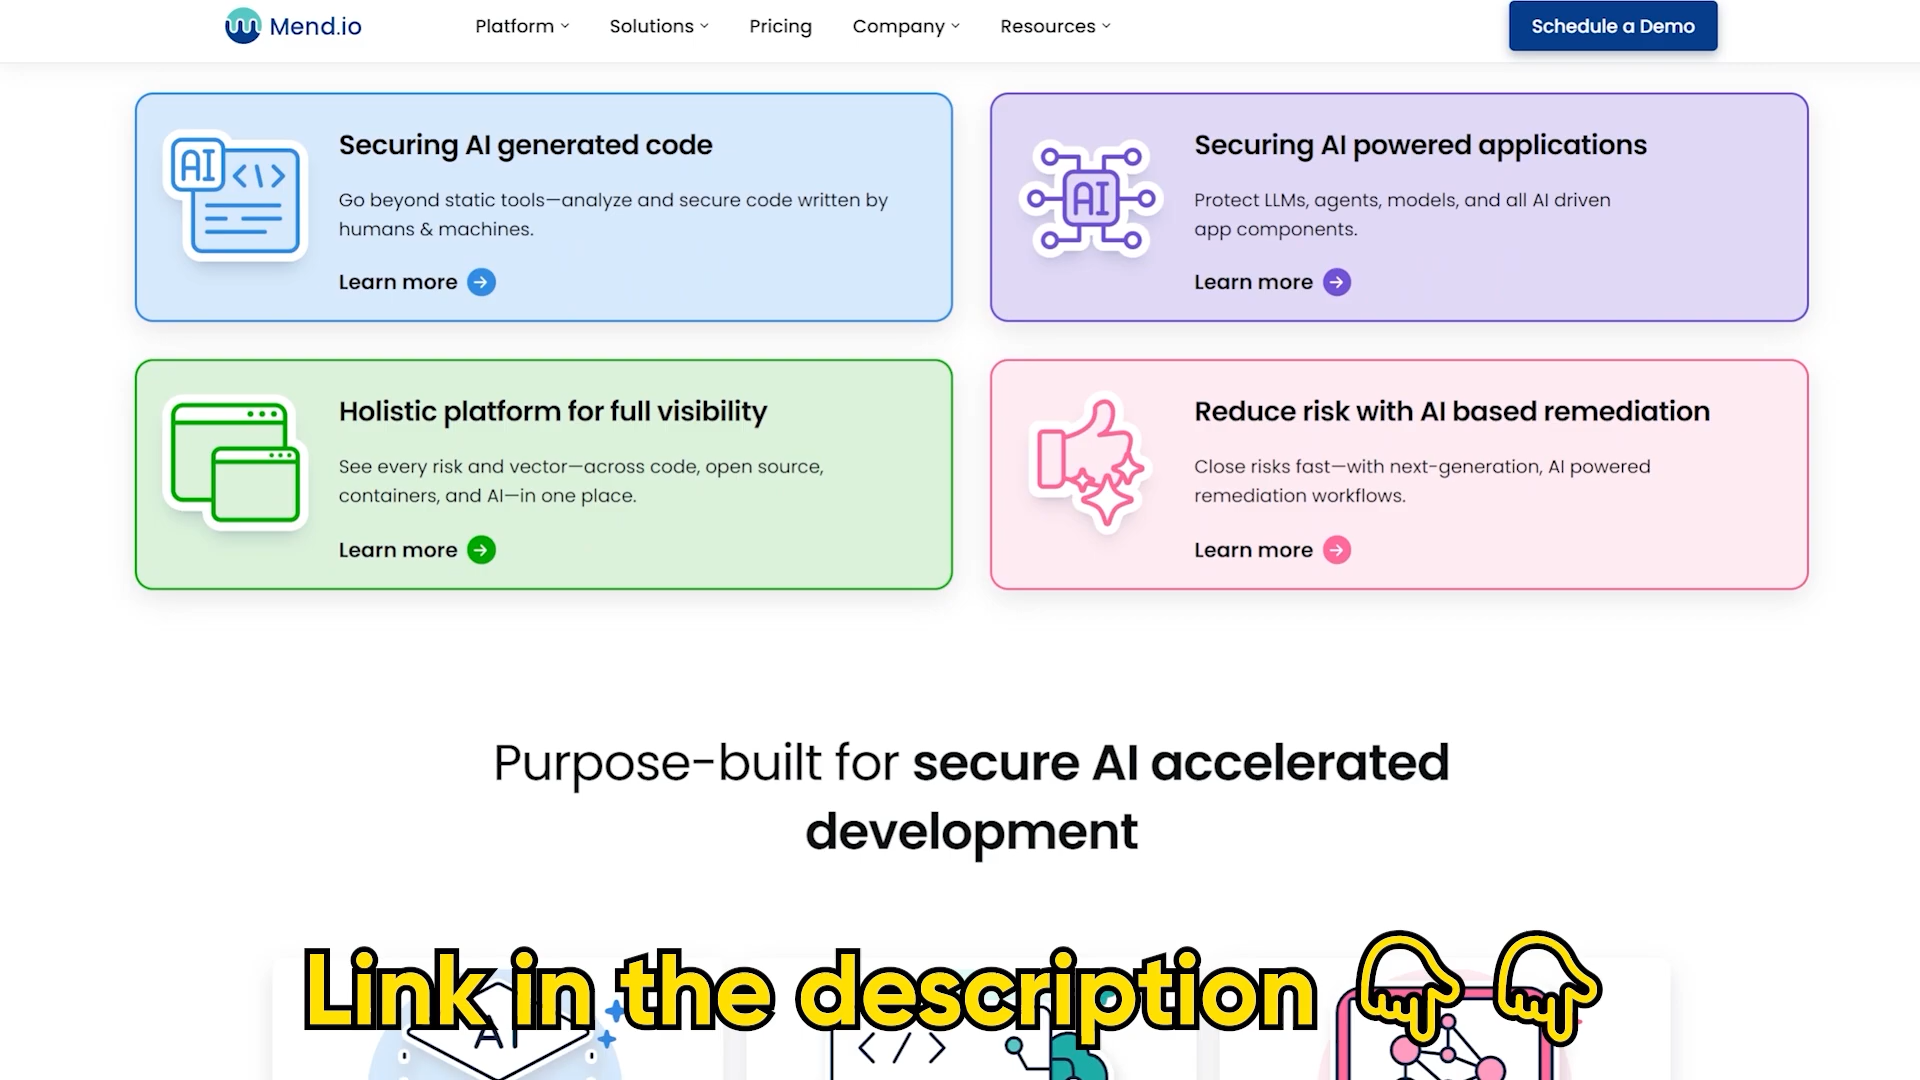 Mend.io
Platform
Solutions
Pricing
Company
Resources
Schedule a Demo
AI
Securing AI generated code
Go beyond static tools—analyze and secure code written by
humans & machines.
Learn more
AI
Securing AI powered applications
Protect LLMs, agents, models, and all AI driven
app components.
Learn more
Holistic platform for full visibility
See every risk and vector—across code, open source,
containers, and AI—in one place.
Learn more
Reduce risk with AI based remediation
Close risks fast—with next-generation, AI powered
remediation workflows.
Learn more
Purpose-built for secure AI accelerated
development
Link in the description
AI